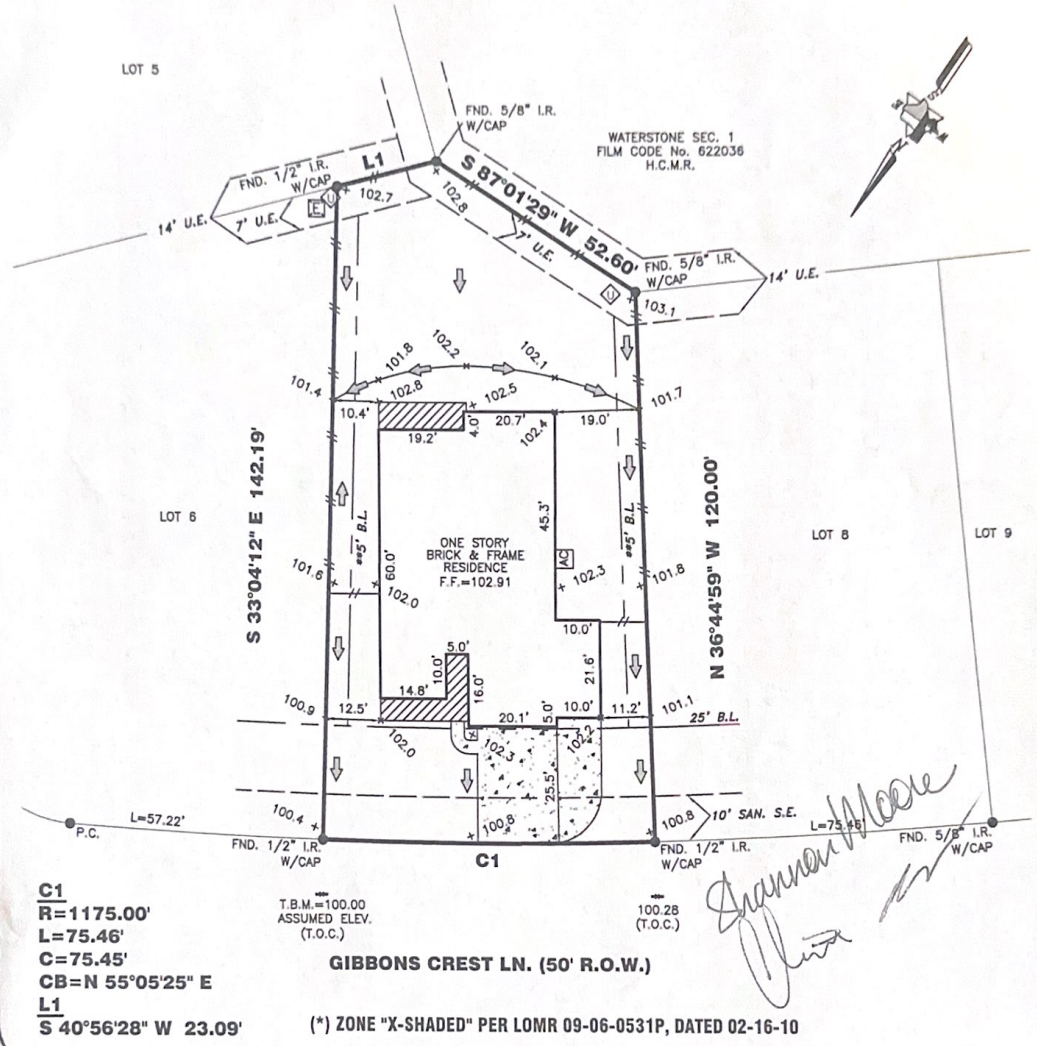 LOT 5
FND. 5/8" I.R.
W/CAP
WATERSTONE SEC. 1
FILM CODE No. 622036
H.C.M.R.
FND. 1/2" I.R.
W/CAP
L1
102.7
102.8
S 87°01'29" W 52.60'
14' U.E.
7' U.E.
E
U
7' U.E.
U
FND. 5/8" I.R.
W/CAP
14' U.E.
103.1
101.8
102.2
102.1
101.4
102.8
102.5
101.7
10.4'
19.2'
4.0'
20.7'
102.4
19.0'
S 33°04'12" E 142.19'
N 36°44'59" W 120.00'
LOT 6
LOT 8
LOT 9
**5' B.L.
60.0'
ONE STORY
BRICK & FRAME
RESIDENCE
F.F.=102.91
45.3'
AC
102.3
**5' B.L
101.6
102.0
101.8
10.0'
21.6'
5.0'
10.0'
16.0'
14.8'
100.9
12.5'
102.0
20.1'
5.0'
10.0'
11.2'
101.1
25' B.L.
102.3
102.2
25.5'
100.4
100.8
100.8
10' SAN. S.E.
P.C.
L=57.22'
FND. 1/2" I.R.
W/CAP
C1
FND. 1/2" I.R.
W/CAP
L=75.46'
FND. 5/8" I.R.
W/CAP
Shannon Moore
T.B.M.=100.00
ASSUMED ELEV.
(T.O.C.)
100.28
(T.O.C.)
GIBBONS CREST LN. (50' R.O.W.)
C1
R=1175.00'
L=75.46'
C=75.45'
CB=N 55°05'25" E
L1
S 40°56'28" W 23.09'
(*) ZONE "X-SHADED" PER LOMR 09-06-0531P, DATED 02-16-10